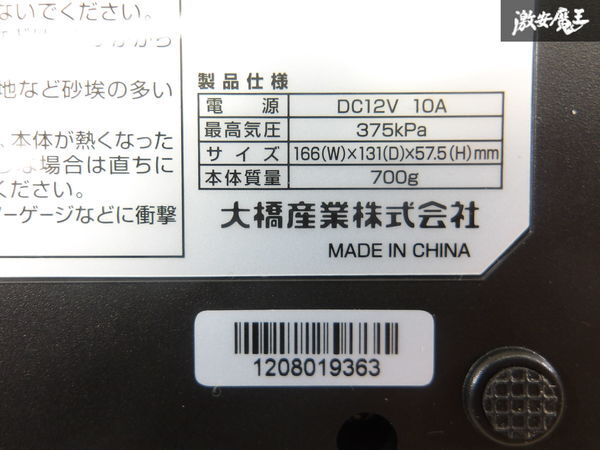 ないでください。
地など砂埃の多い
、本体が熱くなった
な場合は直ちに
ください。
ゲージなどに衝撃
製品仕様
電源 DC12V 10A
最高気圧 375kPa
サイズ 166(W)×131(D)×57.5(H)mm
本体質量 700g
大橋産業株式会社
MADE IN CHINA
1208019363
激安魔王